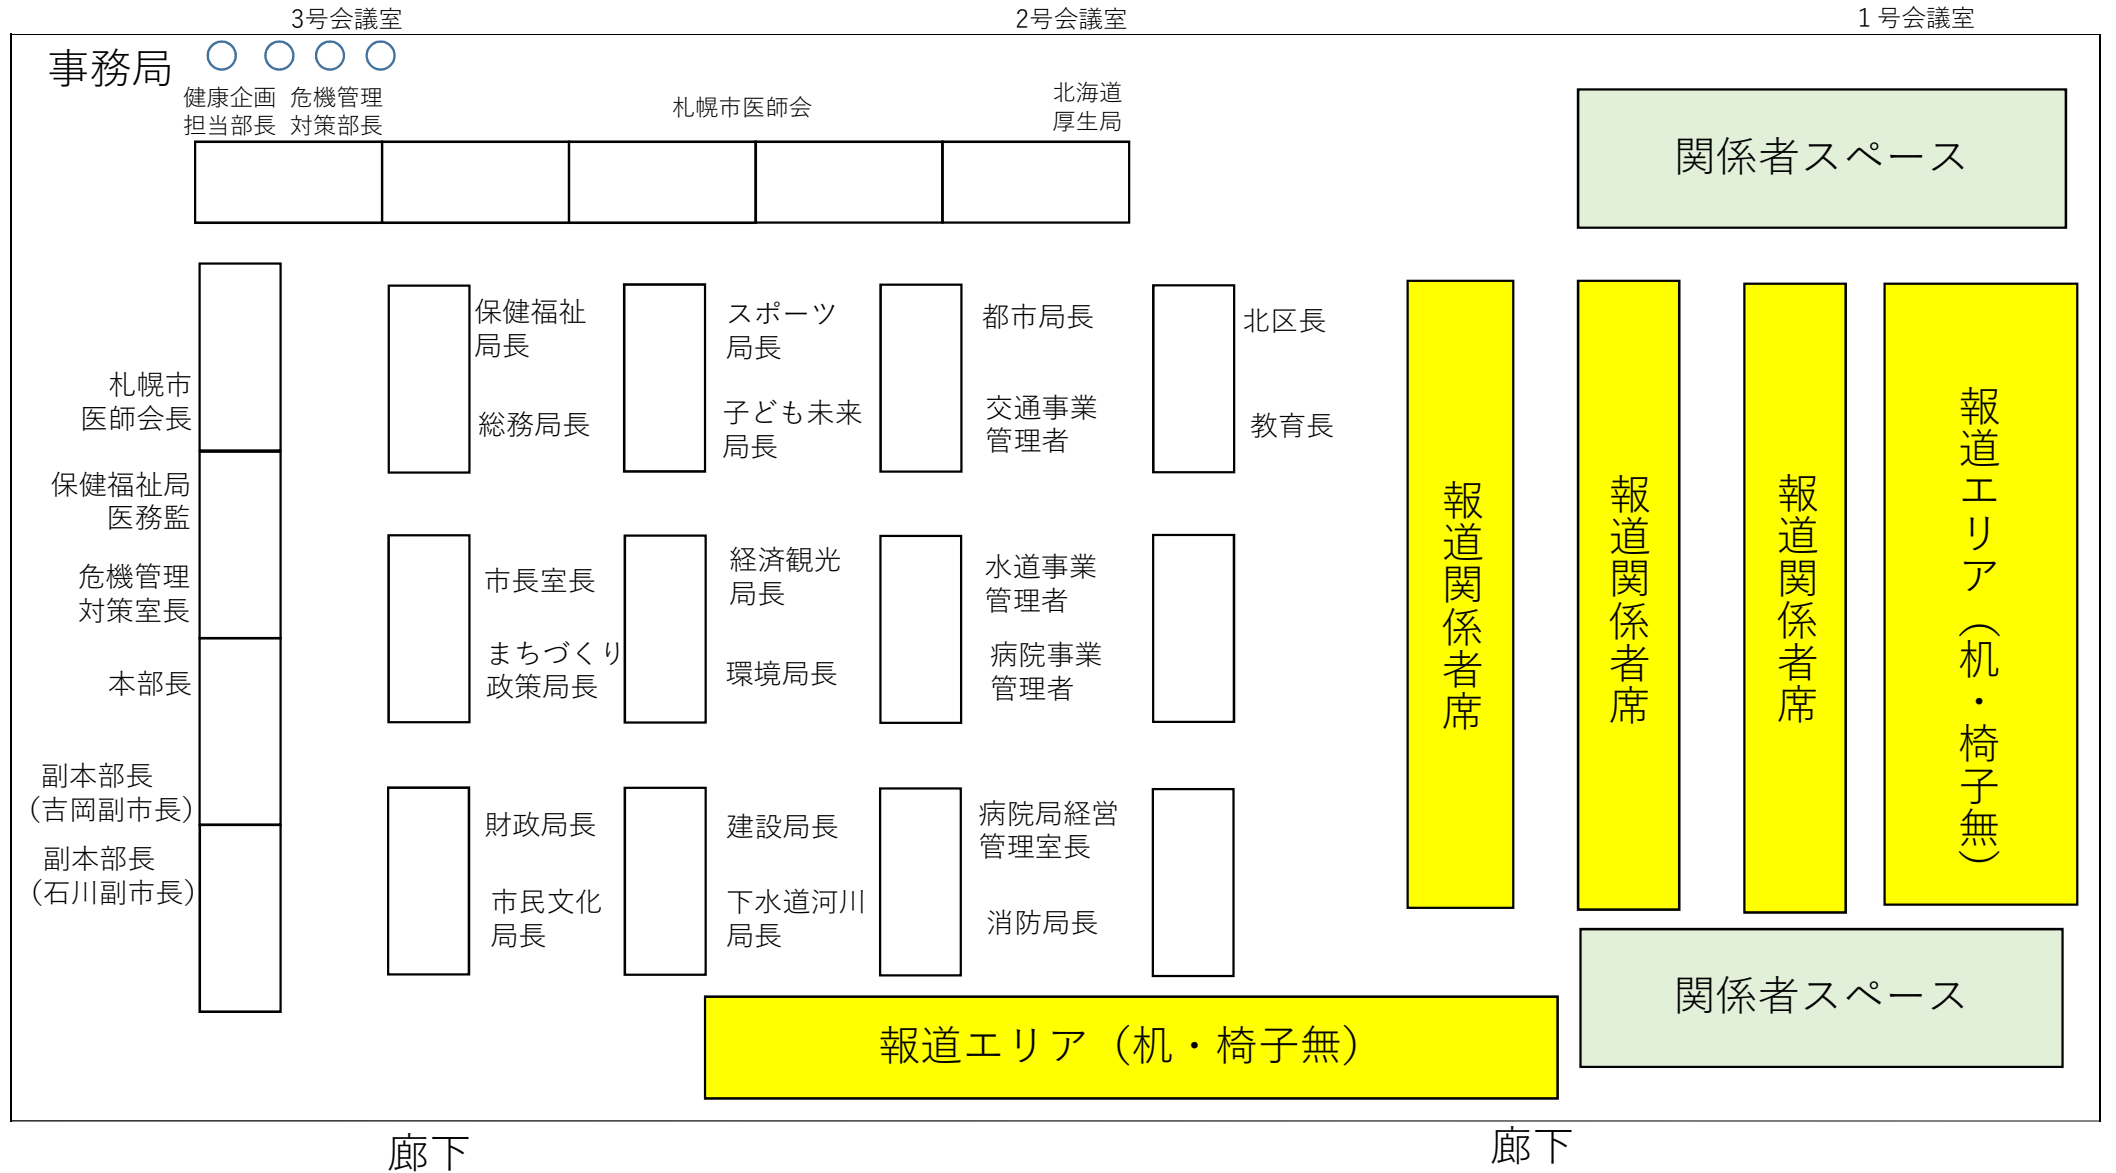 3号会議室
2号会議室
1号会議室
事務局
健康企画
担当部長
危機管理
対策部長
札幌市医師会
北海道
厚生局
関係者スペース
札幌市
医師会長
保健福祉局
医務監
危機管理
対策室長
本部長
副本部長
(吉岡副市長)
副本部長
(石川副市長)
保健福祉
局長
総務局長
スポーツ
局長
子ども未来
局長
都市局長
交通事業
管理者
北区長
教育長
市長室長
まちづくり
政策局長
経済観光
局長
環境局長
水道事業
管理者
病院事業
管理者
財政局長
市民文化
局長
建設局長
下水道河川
局長
病院局経営
管理室長
消防局長
報道関係者席
報道関係者席
報道関係者席
報道エリア(机・椅子無)
報道エリア(机・椅子無)
関係者スペース
廊下
廊下